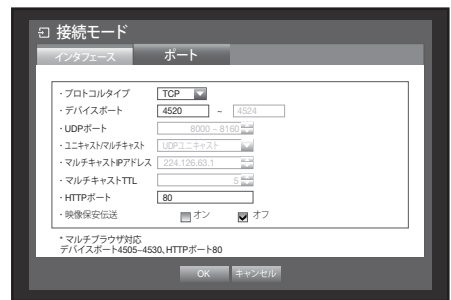 接続モード
インタフェース ポート
・プロトコルタイプ TCP
・デバイスポート 4520 ~ 4524
・UDPポート 8000 ~ 8160
・ユニキャスト/マルチキャスト UDPユニキャスト
・マルチキャストIPアドレス 224.126.63.1
・マルチキャストTTL 5
・HTTPポート 80
・映像保安伝送 オン オフ
* マルチブラウザ対応
デバイスポート4505~4530、HTTPポート80
OK キャンセル